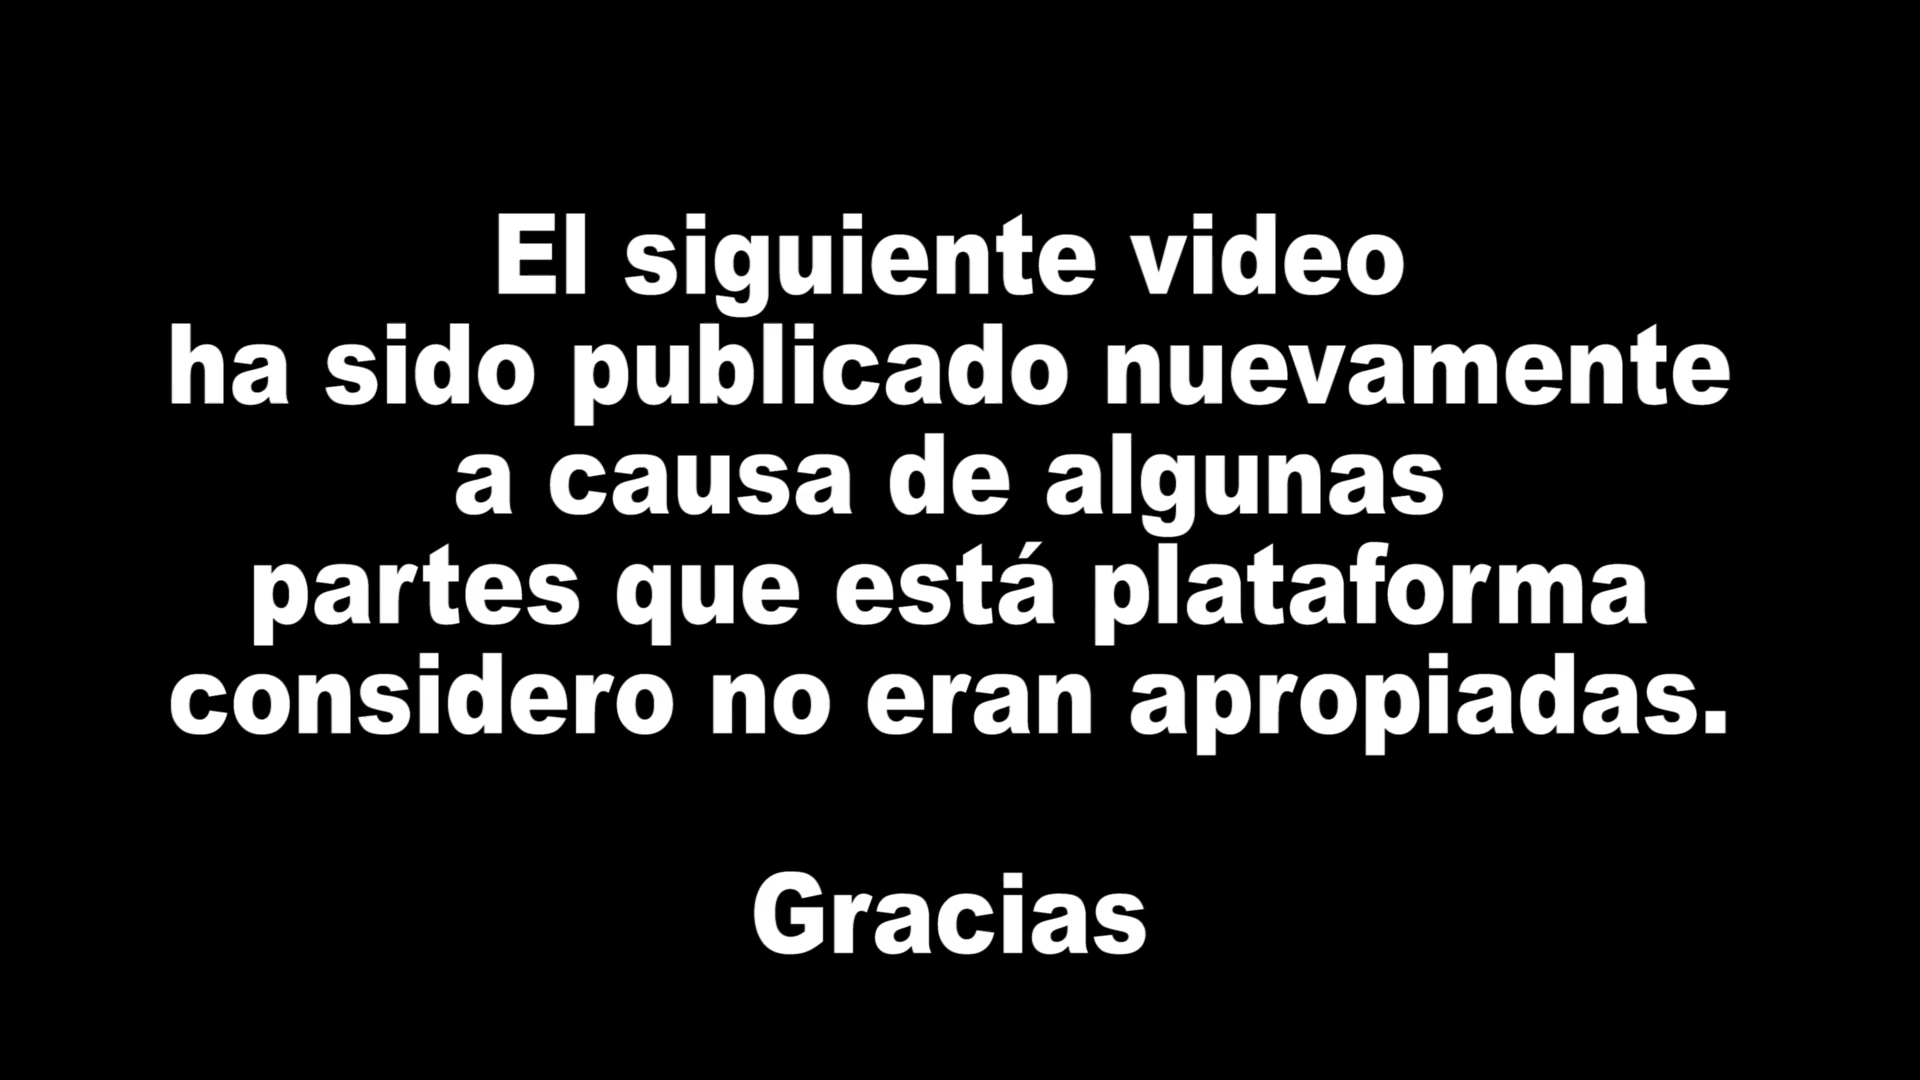 El siguiente video
ha sido publicado nuevamente
a causa de algunas
partes que está plataforma
considero no eran apropiadas.
Gracias